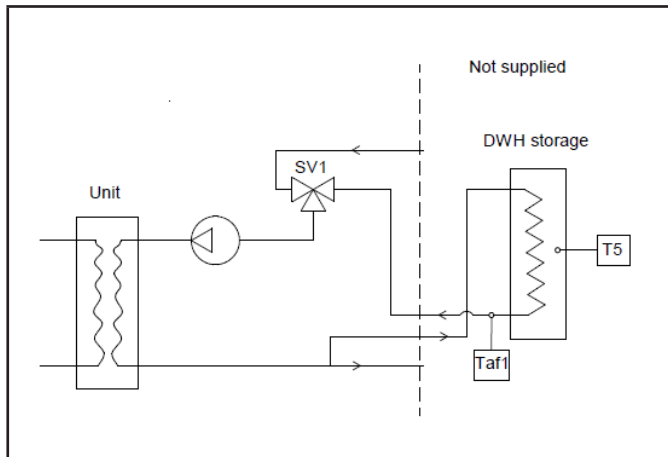 Not supplied
DWH storage
SV1
Unit
T5
Taf1